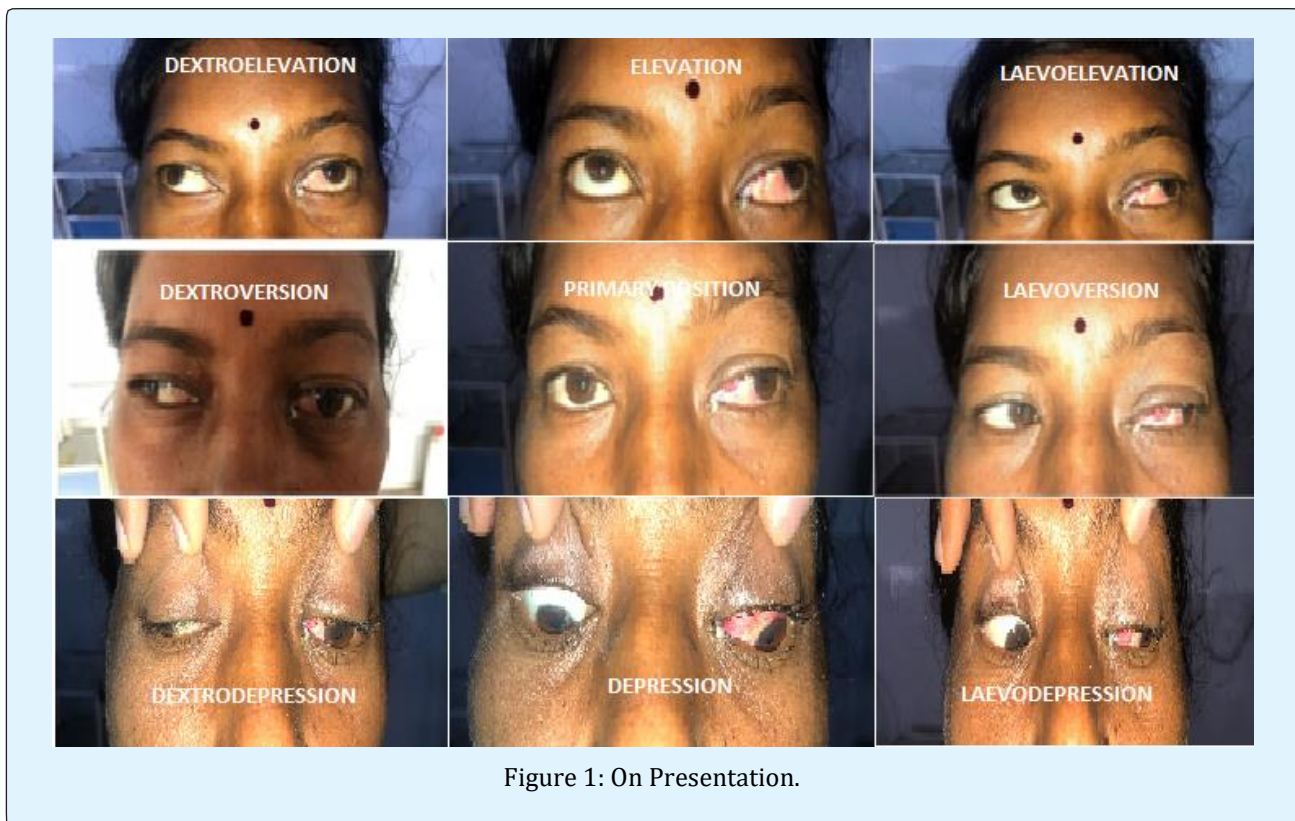 DEXTROELEVATION
ELEVATION
LAEVOELEVATION
DEXTROVERSION
PRIMARY POSITION
LAEVOVERSION
DEXTRODEPRESSION
DEPRESSION
LAEVODEPRESSION
Figure 1: On Presentation.